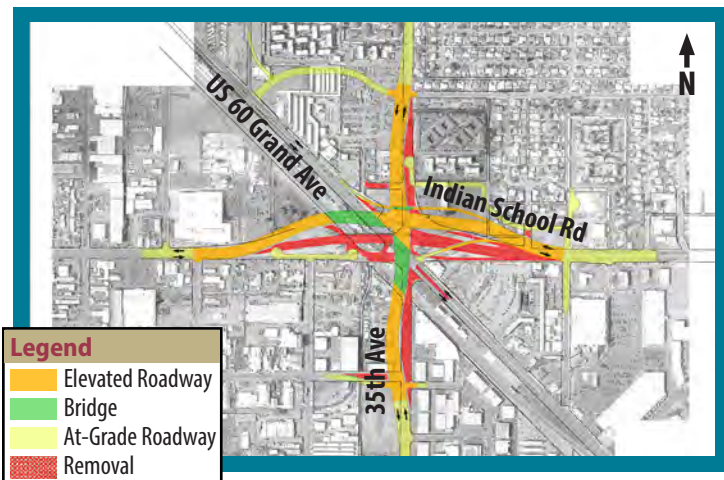 N
US 60 Grand Ave
Indian School Rd
35th Ave
Legend
Elevated Roadway
Bridge
At-Grade Roadway
Removal